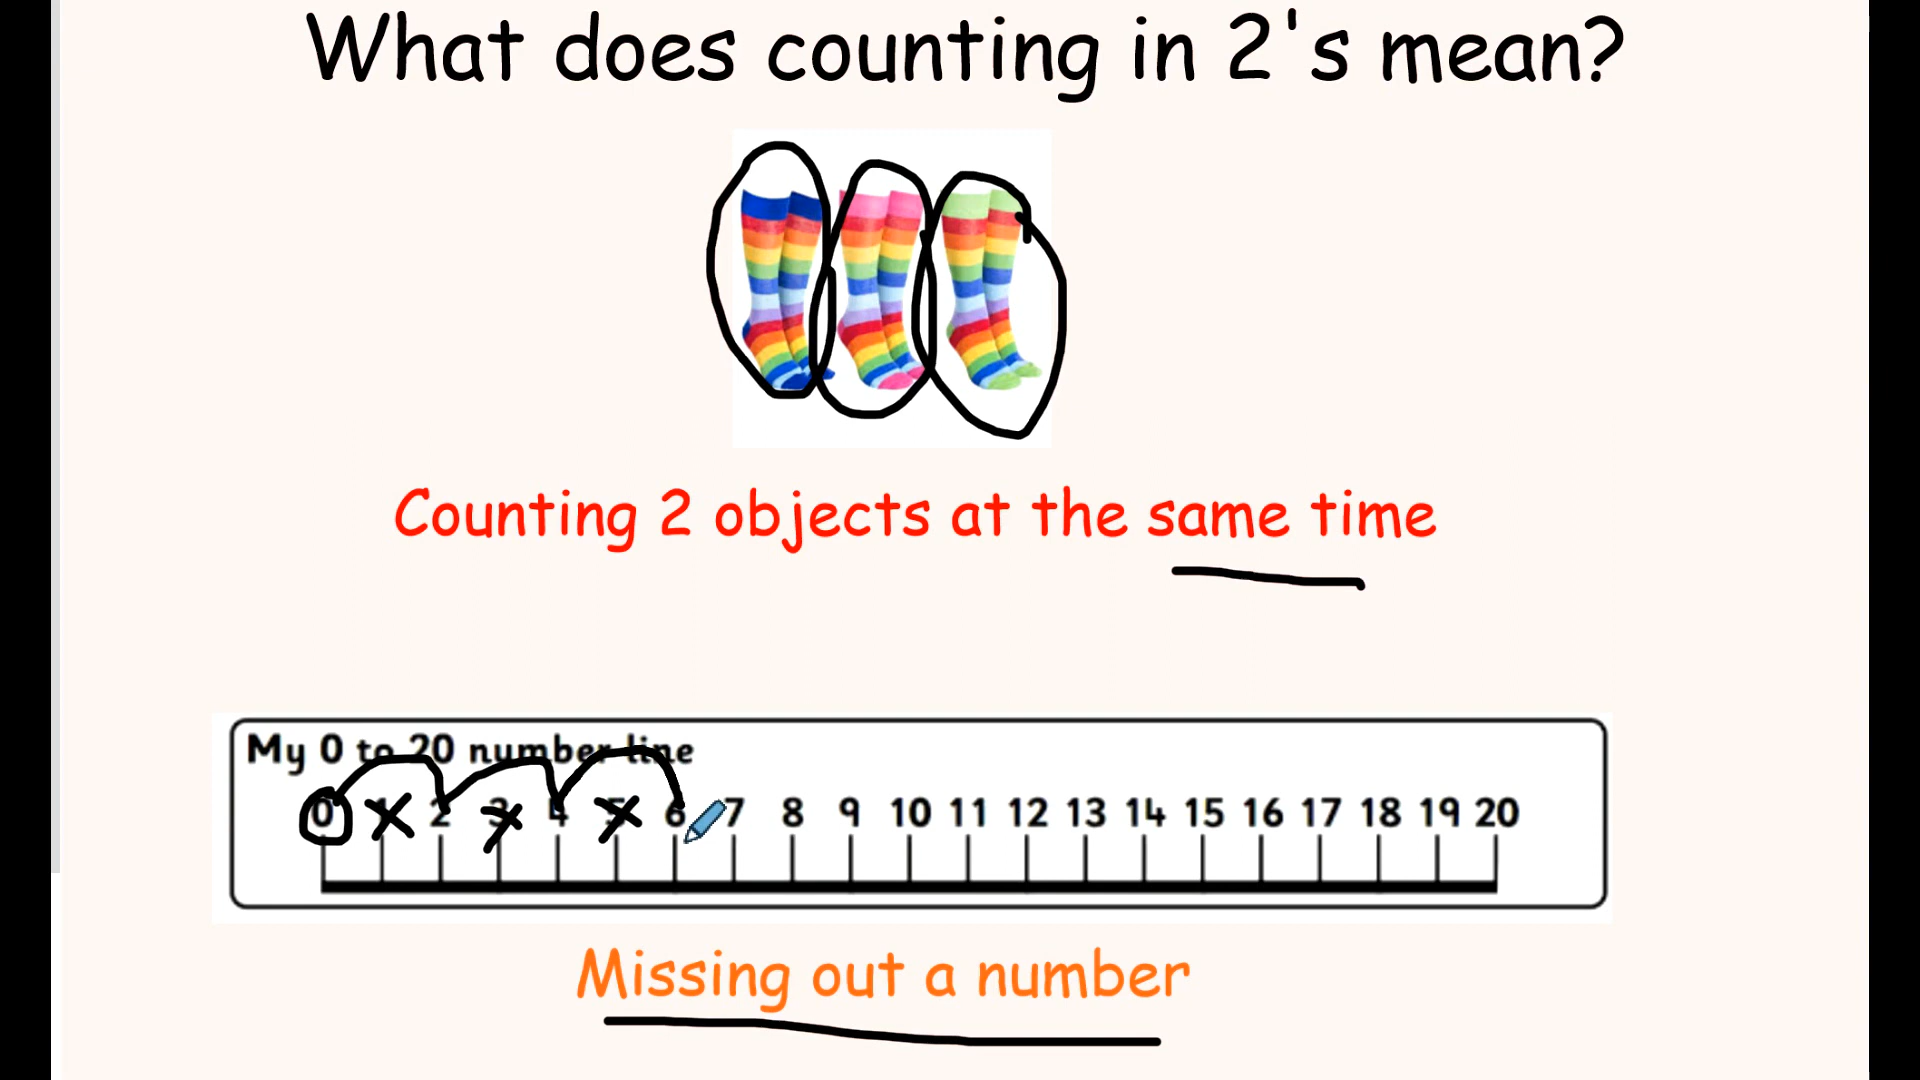 What does counting in 2's mean?
Counting 2 objects at the same time
My 0 to 20 number line
0 1 2 3 4 5 6 7 8 9 10 11 12 13 14 15 16 17 18 19 20
Missing out a number